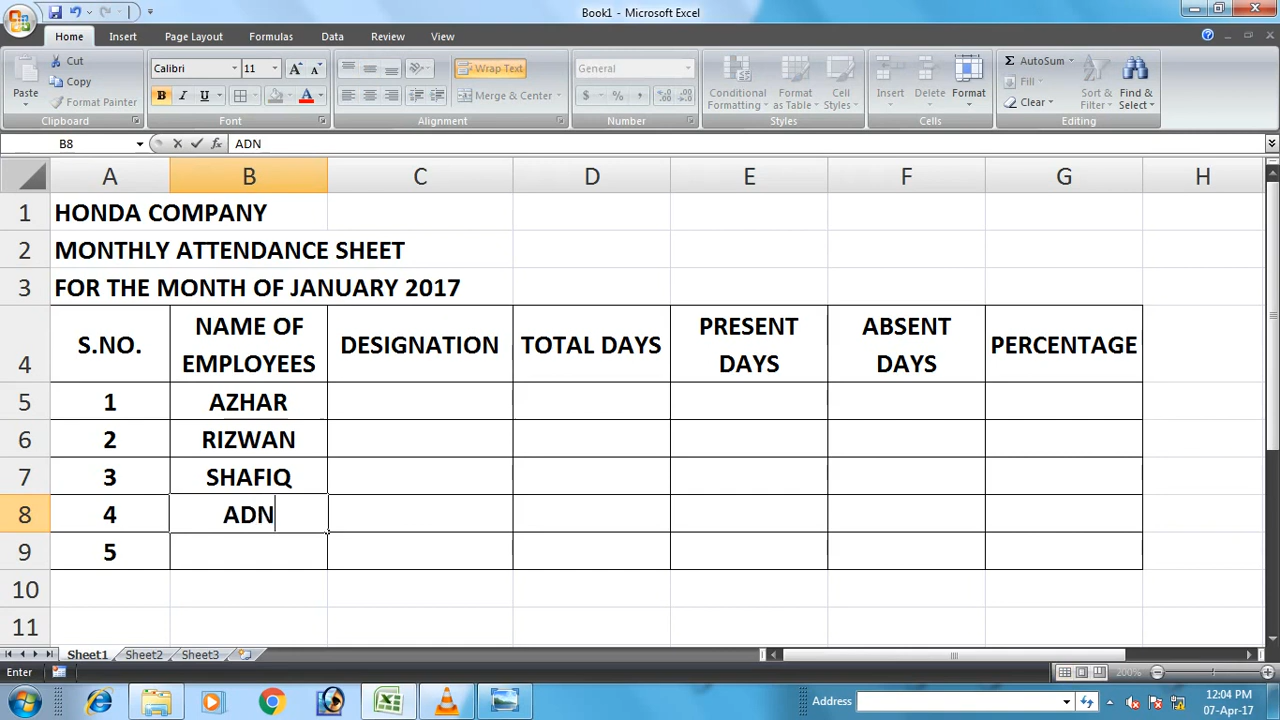 Book1 - Microsoft Excel
Home Insert Page Layout Formulas Data Review View
Paste
Cut
Copy
Format Painter
Clipboard
Calibri 11
B I U
Font
Wrap Text
Merge & Center
Alignment
General
$ % ,
Number
Conditional Formatting
Format as Table
Cell Styles
Styles
Insert Delete Format
Cells
Σ AutoSum
Fill
Clear
Sort & Filter
Find & Select
Editing
B8 fx ADN
A B C D E F G H
1 HONDA COMPANY
2 MONTHLY ATTENDANCE SHEET
3 FOR THE MONTH OF JANUARY 2017
4 S.NO. NAME OF EMPLOYEES DESIGNATION TOTAL DAYS PRESENT DAYS ABSENT DAYS PERCENTAGE
5 1 AZHAR
6 2 RIZWAN
7 3 SHAFIQ
8 4 ADN
9 5
10
11
Sheet1 Sheet2 Sheet3
Enter 200%
Address 12:04 PM
07-Apr-17